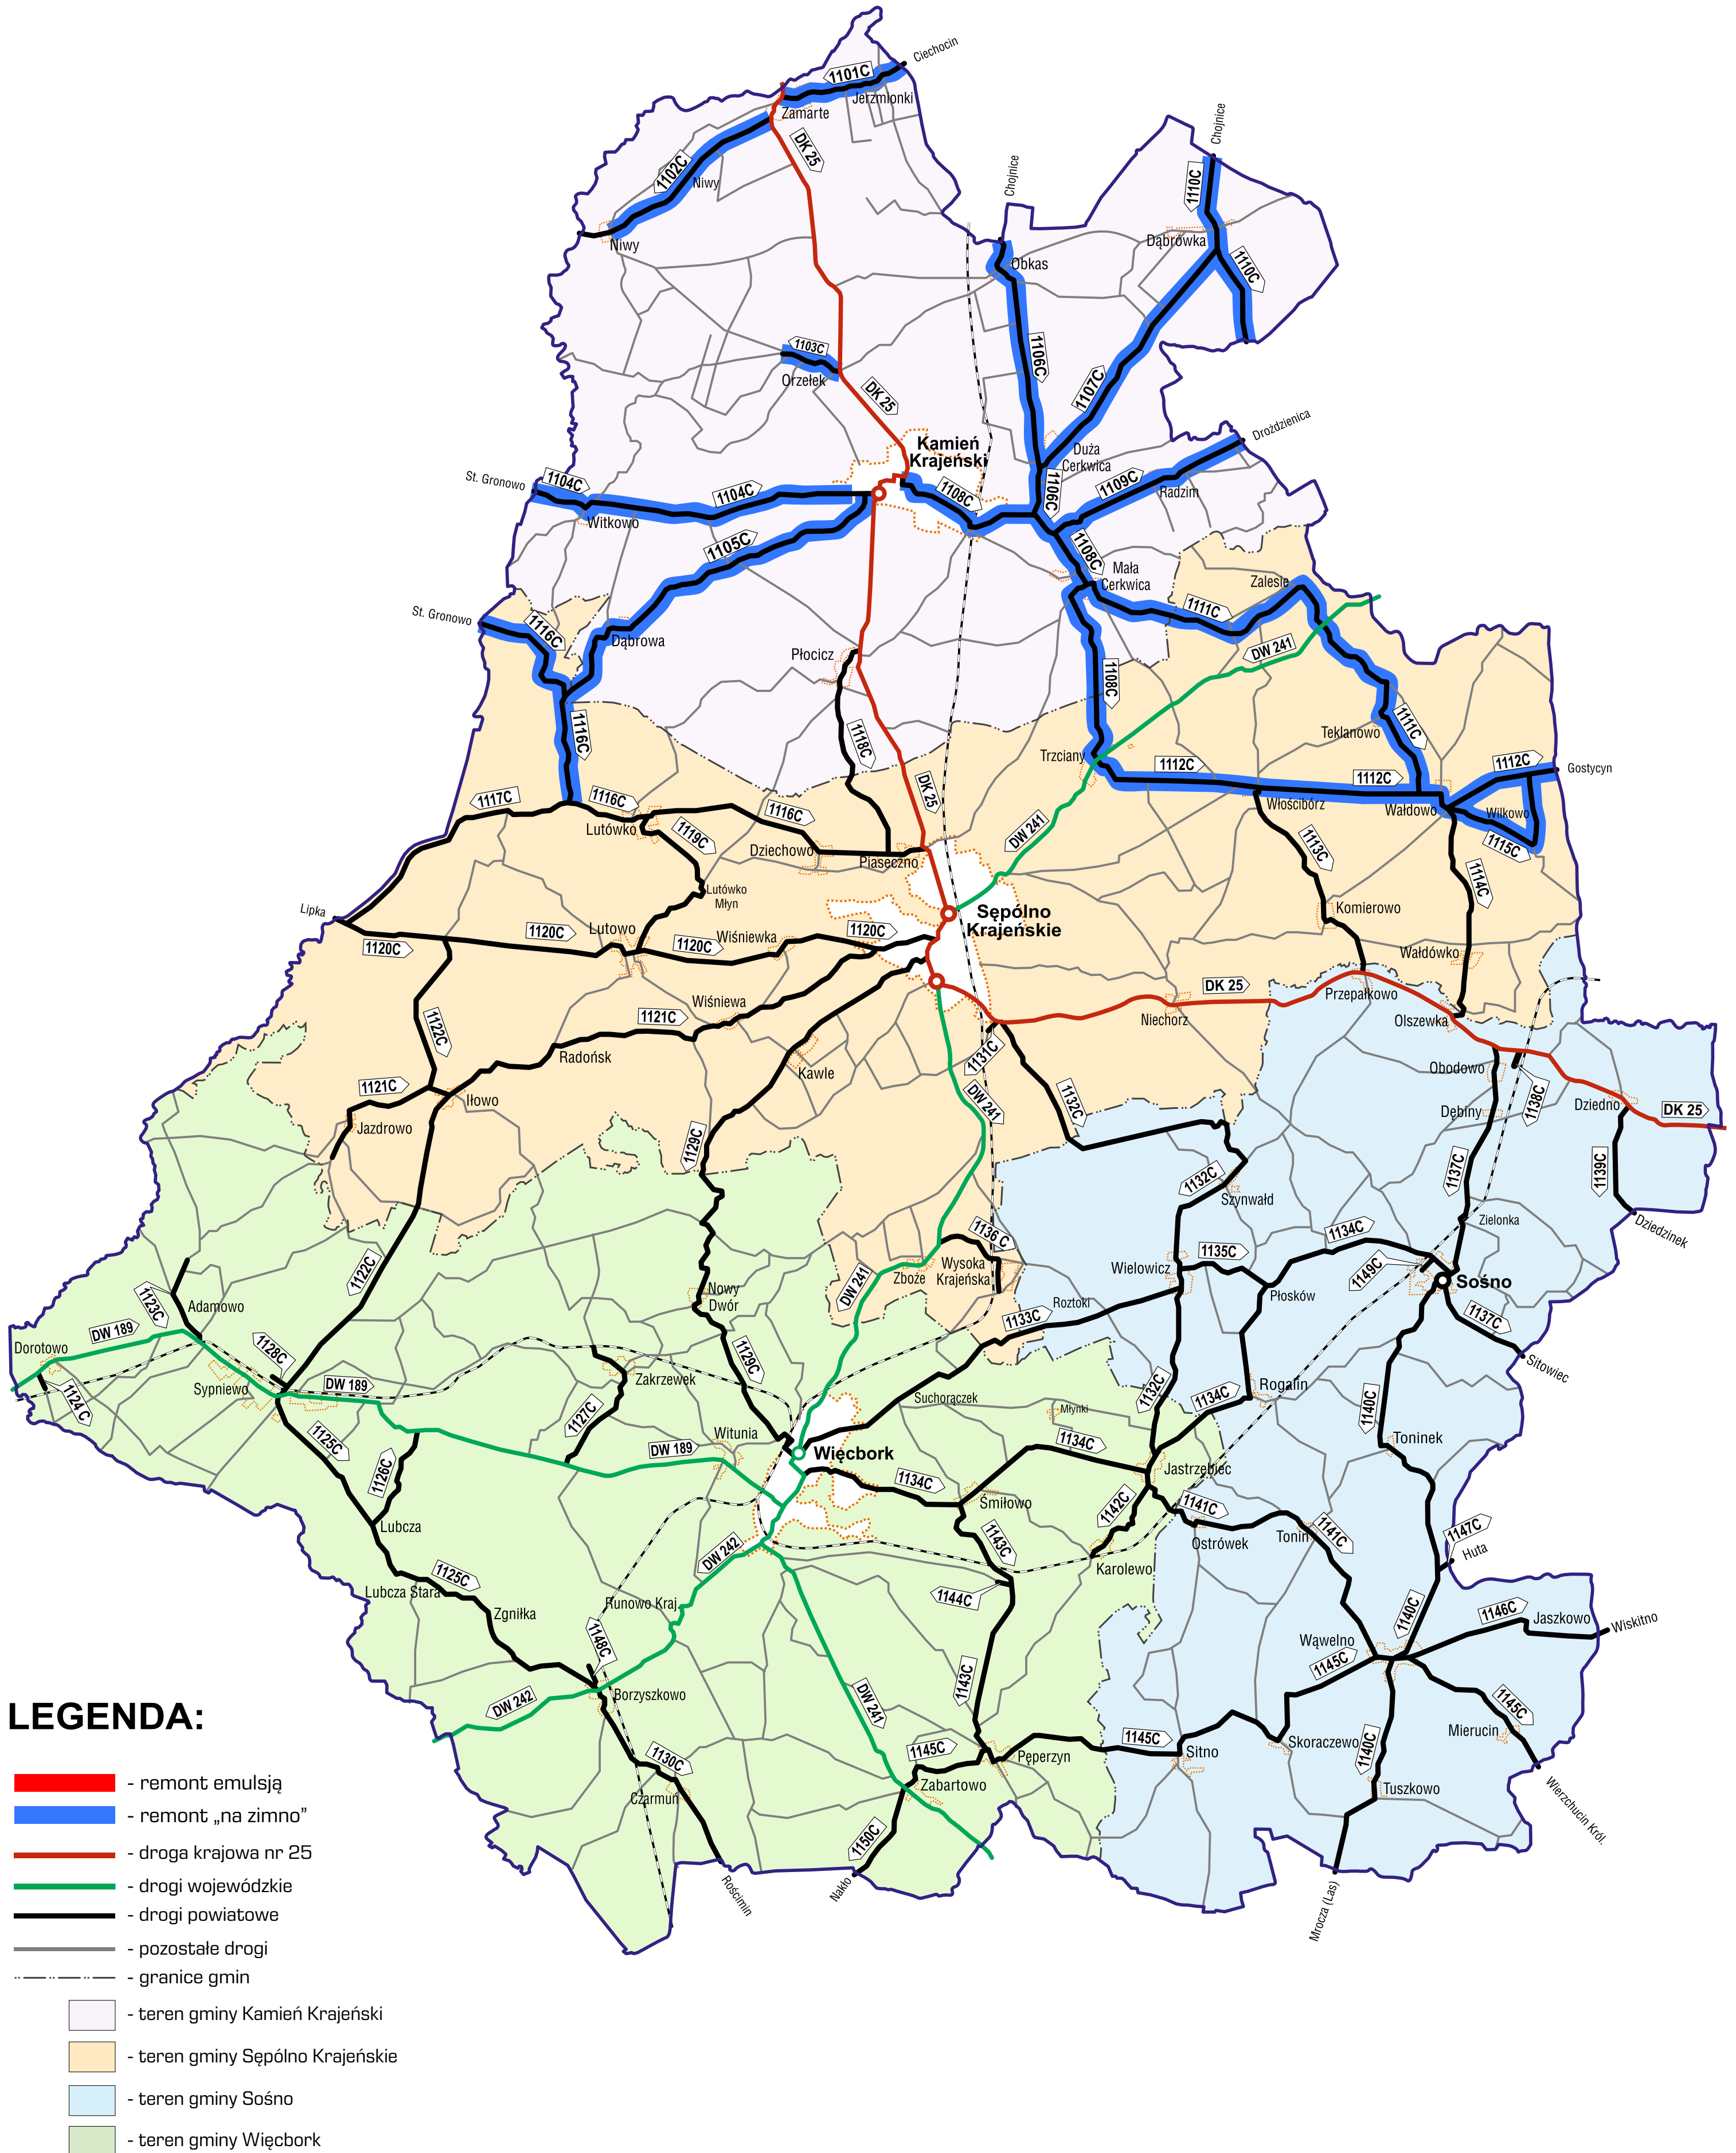 Ciechocin
1101C
Jerzmionki
Zamarte
DK 25
1102C
Niwy
Niwy
Chojnice
Chojnice
1110C
Dąbrówka
1110C
Obkas
1103C
Orzełek
1106C
1107C
DK 25
Kamień
Krajeński
Duża
Cerkwica
Drożdzienica
St. Gronowo
1104C
1104C
1108C
1106C
1109C
Radzim
Witkowo
1105C
1108C
Mała
Cerkwica
Zalesie
St. Gronowo
1116C
Dąbrowa
1111C
DW 241
Płocicz
1108C
1116C
1118C
Teklanowo
1111C
Trzciany
1112C
1112C
1112C
Gostycyn
DK 25
1117C
1116C
1116C
Lutówko
1119C
Włościbórz
Wałdowo
Wilkowo
1115C
DW 241
Dziechowo
Piaseczno
1113C
1114C
Lutówko
Młyn
Lipka
Sępólno
Krajeńskie
Komierowo
1120C
1120C
Lutowo
1120C
Wiśniewka
1120C
Wałdówko
DK 25
Przepałkowo
Wiśniewa
1121C
Niechorz
Olszewka
1122C
Radońsk
Kawle
1131C
Obodowo
1121C
Iłowo
DW 241
1132C
Dębiny
1138C
Dziedno
DK 25
Jazdrowo
1129C
1132C
Szynwałd
1137C
1139C
Zielonka
Dziedzinek
1136 C
1134C
1122C
Zboże
Wysoka
Krajeńska
Wielowicz
1135C
1149C
Sośno
1123C
Adamowo
Nowy
Dwór
DW 241
Roztoki
1133C
Płosków
1137C
DW 189
Dorotowo
1128C
1129C
Sitowiec
1124 C
Sypniewo
DW 189
Zakrzewek
Suchorączek
1132C
1134C
Rogalin
Młynki
1127C
1140C
1125C
Witunia
DW 189
Więcbork
1134C
Toninek
1126C
1134C
Jastrzębiec
Śmiłowo
1142C
1141C
Lubcza
1143C
Ostrówek
Tonin
1141C
1147C
Huta
DW 242
Karolewo
1125C
Lubcza Stara
1144C
Zgniłka
Runowo Kraj.
1140C
1146C
Jaszkowo
Wiskitno
1148C
Wąwelno
1145C
1143C
Borzyszkowo
DW 242
DW 241
1145C
Mierucin
1145C
1145C
Pęperzyn
Sitno
Skoraczewo
1140C
1130C
Czarmuń
Zabartowo
Tuszkowo
Wierzchucin Król.
1150C
Rościmin
Nakło
Mrocza (Las)
LEGENDA:
- remont emulsją
- remont „na zimno”
- droga krajowa nr 25
- drogi wojewódzkie
- drogi powiatowe
- pozostałe drogi
- granice gmin
- teren gminy Kamień Krajeński
- teren gminy Sępólno Krajeńskie
- teren gminy Sośno
- teren gminy Więcbork